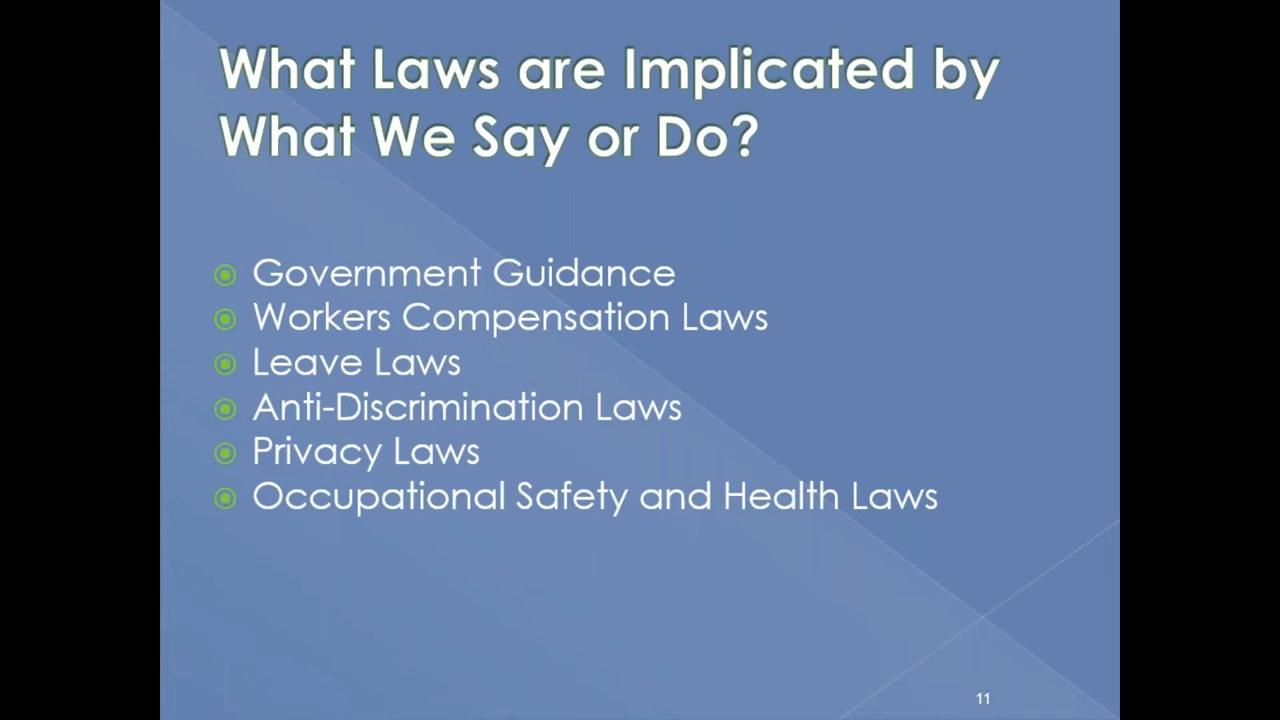 What Laws are Implicated by
What We Say or Do?
Government Guidance
Workers Compensation Laws
Leave Laws
Anti-Discrimination Laws
Privacy Laws
Occupational Safety and Health Laws
11